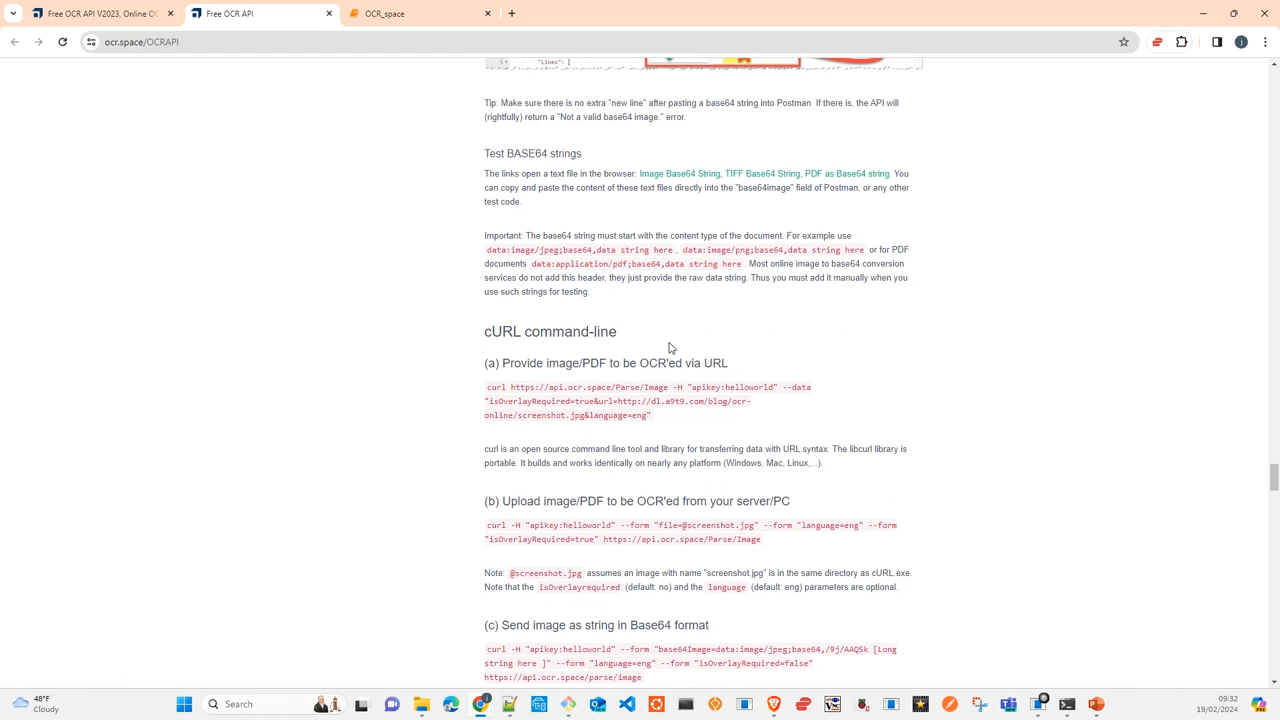 Free OCR API V2023, Online OC
Free OCR API
OCR_space
ocr.space/OCRAPI
5
"Lines": [
Tip: Make sure there is no extra "new line" after pasting a base64 string into Postman. If there is, the API will
(rightfully) return a "Not a valid base64 image." error.
Test BASE64 strings
The links open a text file in the browser: Image Base64 String, TIFF Base64 String, PDF as Base64 string. You
can copy and paste the content of these text files directly into the "base64image" field of Postman, or any other
test code.
Important: The base64 string must start with the content type of the document. For example use
data:image/jpeg;base64,data string here , data:image/png;base64,data string here or for PDF
documents data:application/pdf;base64,data string here . Most online image to base64 conversion
services do not add this header, they just provide the raw data string. Thus you must add it manually when you
use such strings for testing.
cURL command-line
(a) Provide image/PDF to be OCR'ed via URL
curl https://api.ocr.space/Parse/Image -H "apikey:helloworld" --data
"isOverlayRequired=true&url=http://dl.a9t9.com/blog/ocr-
online/screenshot.jpg&language=eng"
curl is an open source command line tool and library for transferring data with URL syntax. The libcurl library is
portable. It builds and works identically on nearly any platform (Windows, Mac, Linux,...).
(b) Upload image/PDF to be OCR'ed from your server/PC
curl -H "apikey:helloworld" --form "file=@screenshot.jpg" --form "language=eng" --form
"isOverlayRequired=true" https://api.ocr.space/Parse/Image
Note: @screenshot.jpg assumes an image with name "screenshot.jpg" is in the same directory as cURL.exe.
Note that the isOverlayrequired (default: no) and the language (default: eng) parameters are optional.
(c) Send image as string in Base64 format
curl -H "apikey:helloworld" --form "base64Image=data:image/jpeg;base64,/9j/AAQSk [Long
string here ]" --form "language=eng" --form "isOverlayRequired=false"
https://api.ocr.space/parse/image
48°F
Cloudy
Search
09:32
19/02/2024